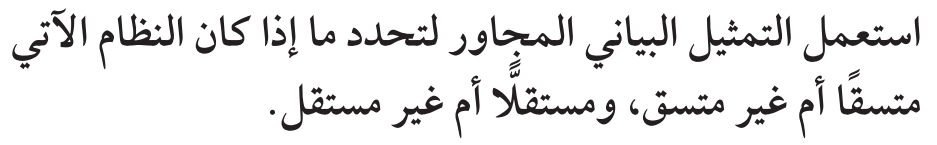 استعمل التمثيل البياني المجاور لتحدد ما إذا كان النظام الآتي
متسقًا أم غير متسق، ومستقلًّا أم غير مستقل.